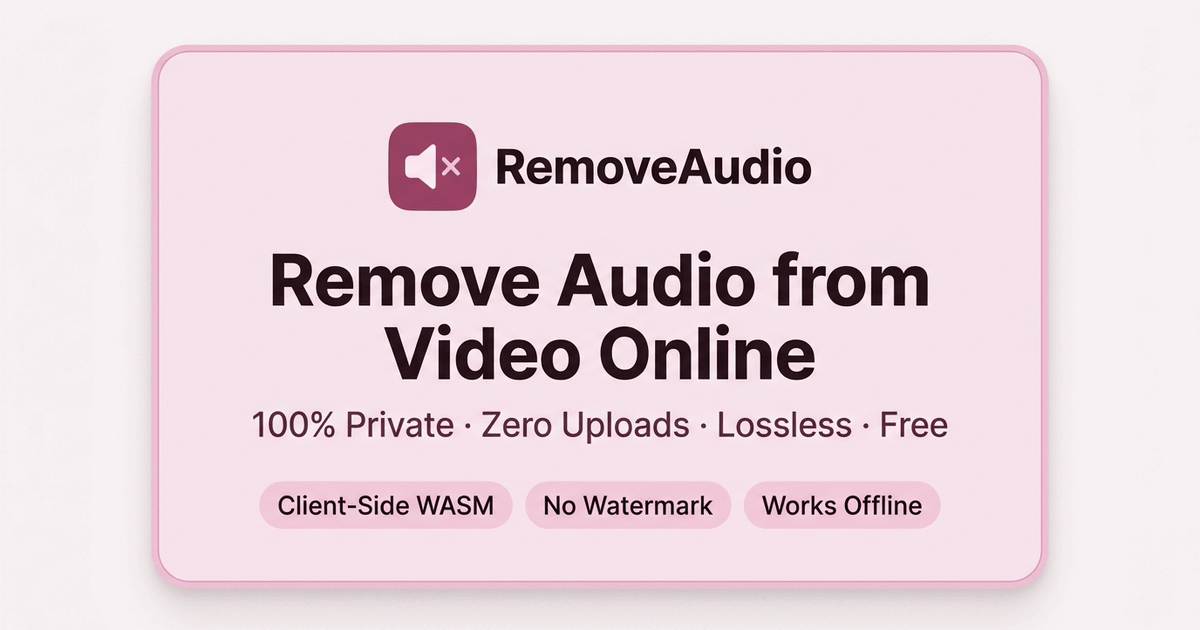 RemoveAudio
Remove Audio from
Video Online
100% Private · Zero Uploads · Lossless · Free
Client-Side WASM No Watermark Works Offline